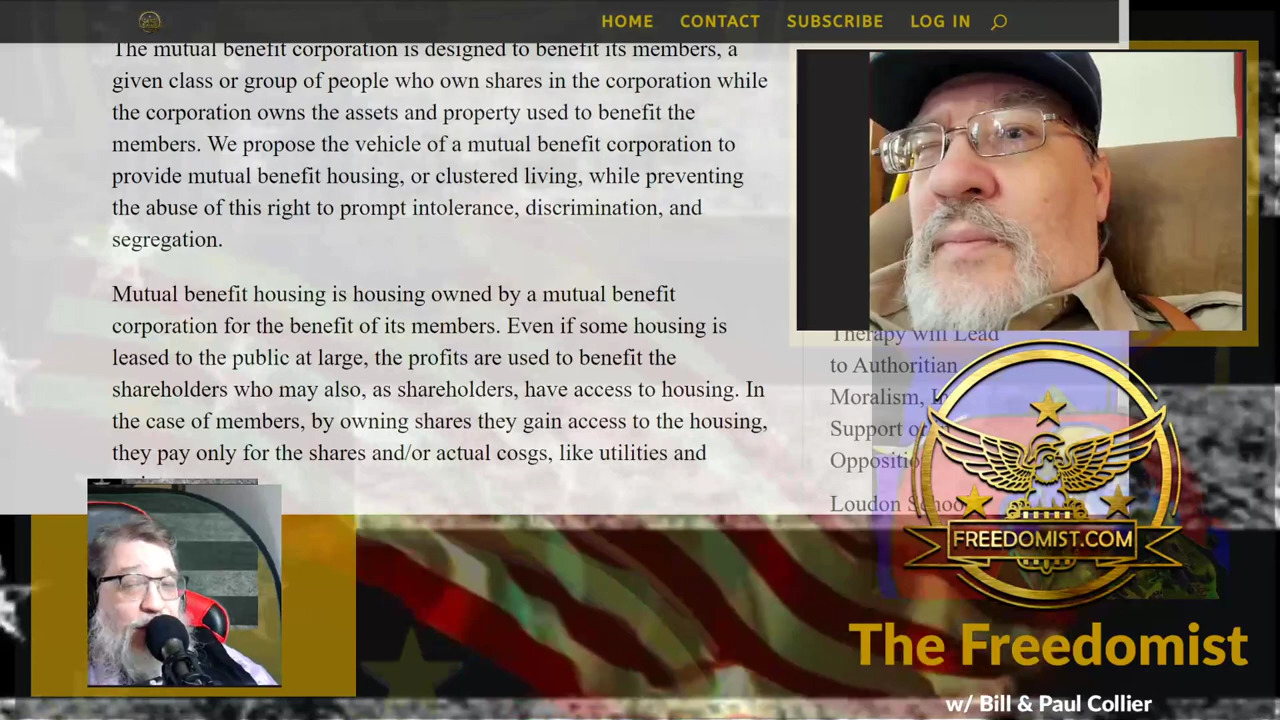 HOME CONTACT SUBSCRIBE LOG IN
The mutual benefit corporation is designed to benefit its members, a
given class or group of people who own shares in the corporation while
the corporation owns the assets and property used to benefit the
members. We propose the vehicle of a mutual benefit corporation to
provide mutual benefit housing, or clustered living, while preventing
the abuse of this right to prompt intolerance, discrimination, and
segregation.
Mutual benefit housing is housing owned by a mutual benefit
corporation for the benefit of its members. Even if some housing is
leased to the public at large, the profits are used to benefit the
shareholders who may also, as shareholders, have access to housing. In
the case of members, by owning shares they gain access to the housing,
they pay only for the shares and/or actual cosgs, like utilities and
Therapy will Lead
to Authoritian
Moralism,
Support
Loudon
FREEDOMIST.COM
The Freedomist
w/ Bill & Paul Collier